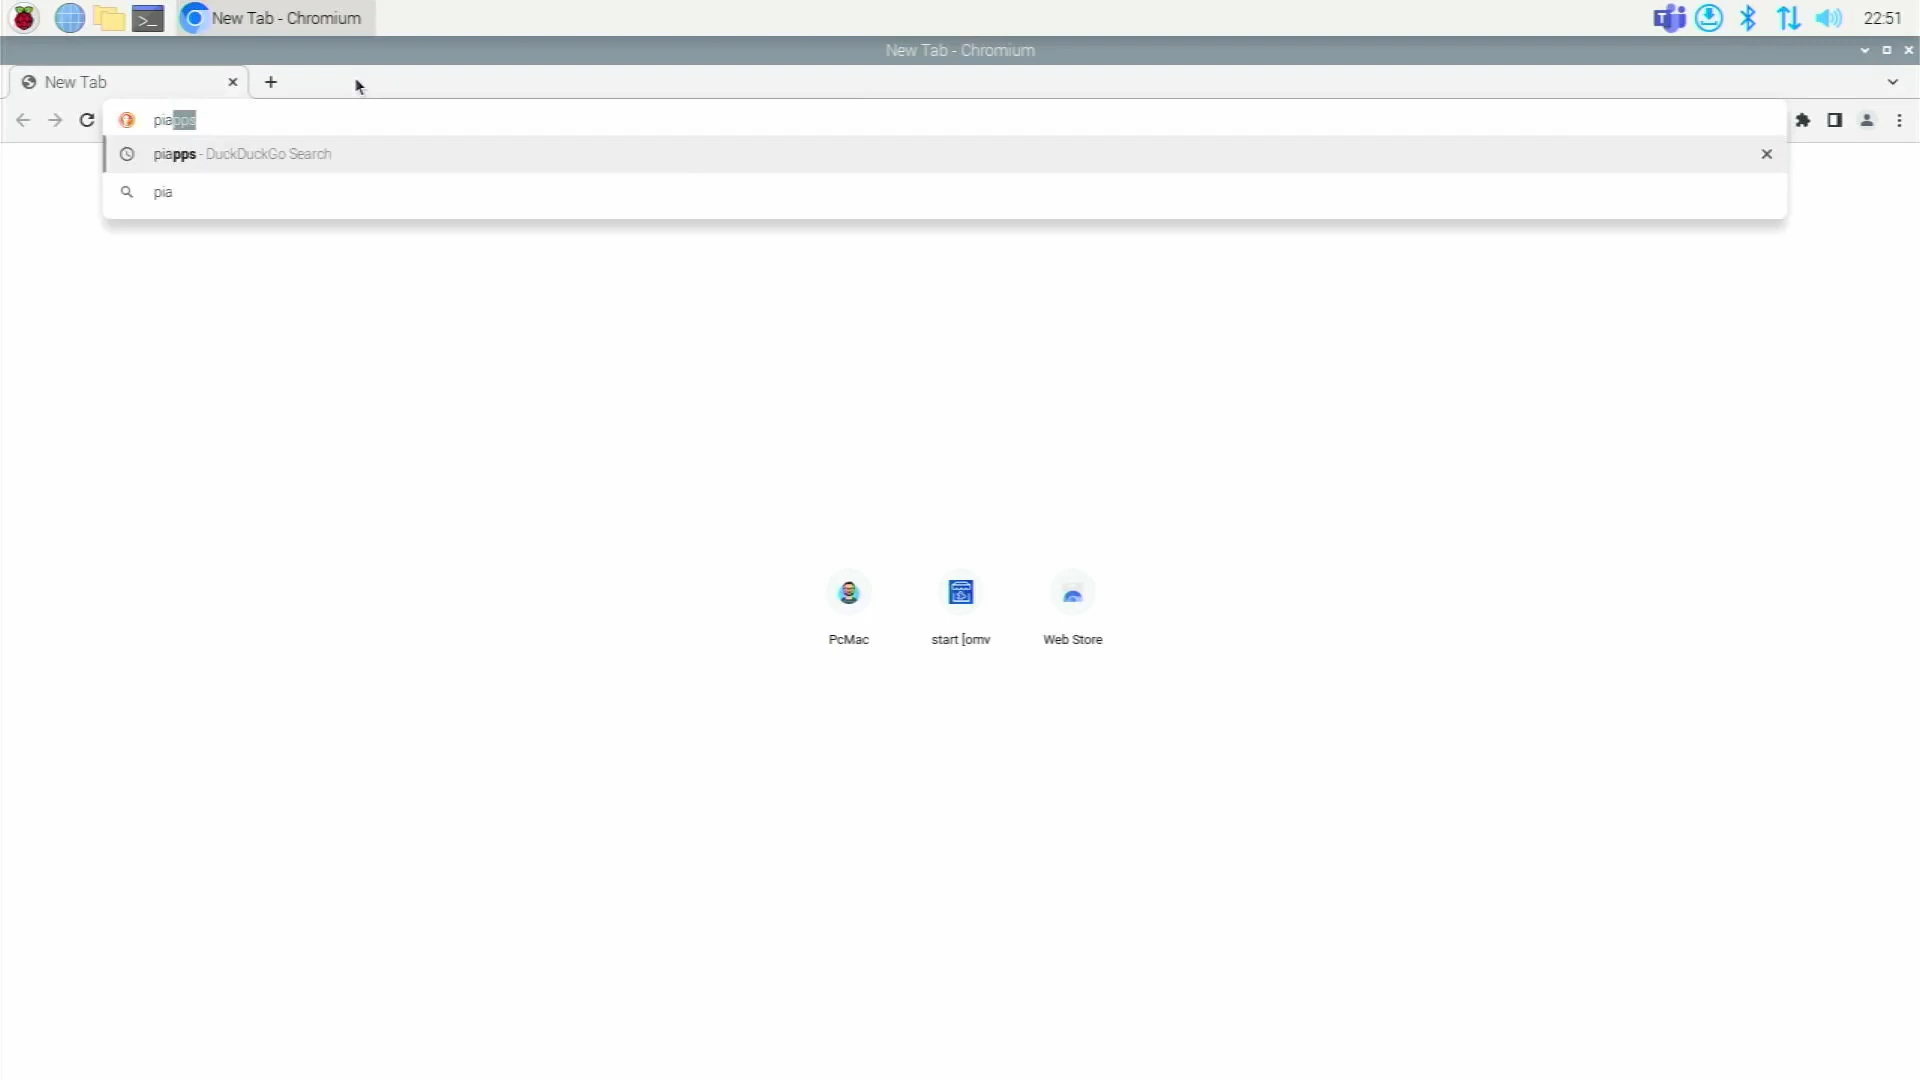 New Tab - Chromium
22:51
New Tab - Chromium
New Tab
piapps
piapps - DuckDuckGo Search
pia
PcMac
start [omv
Web Store